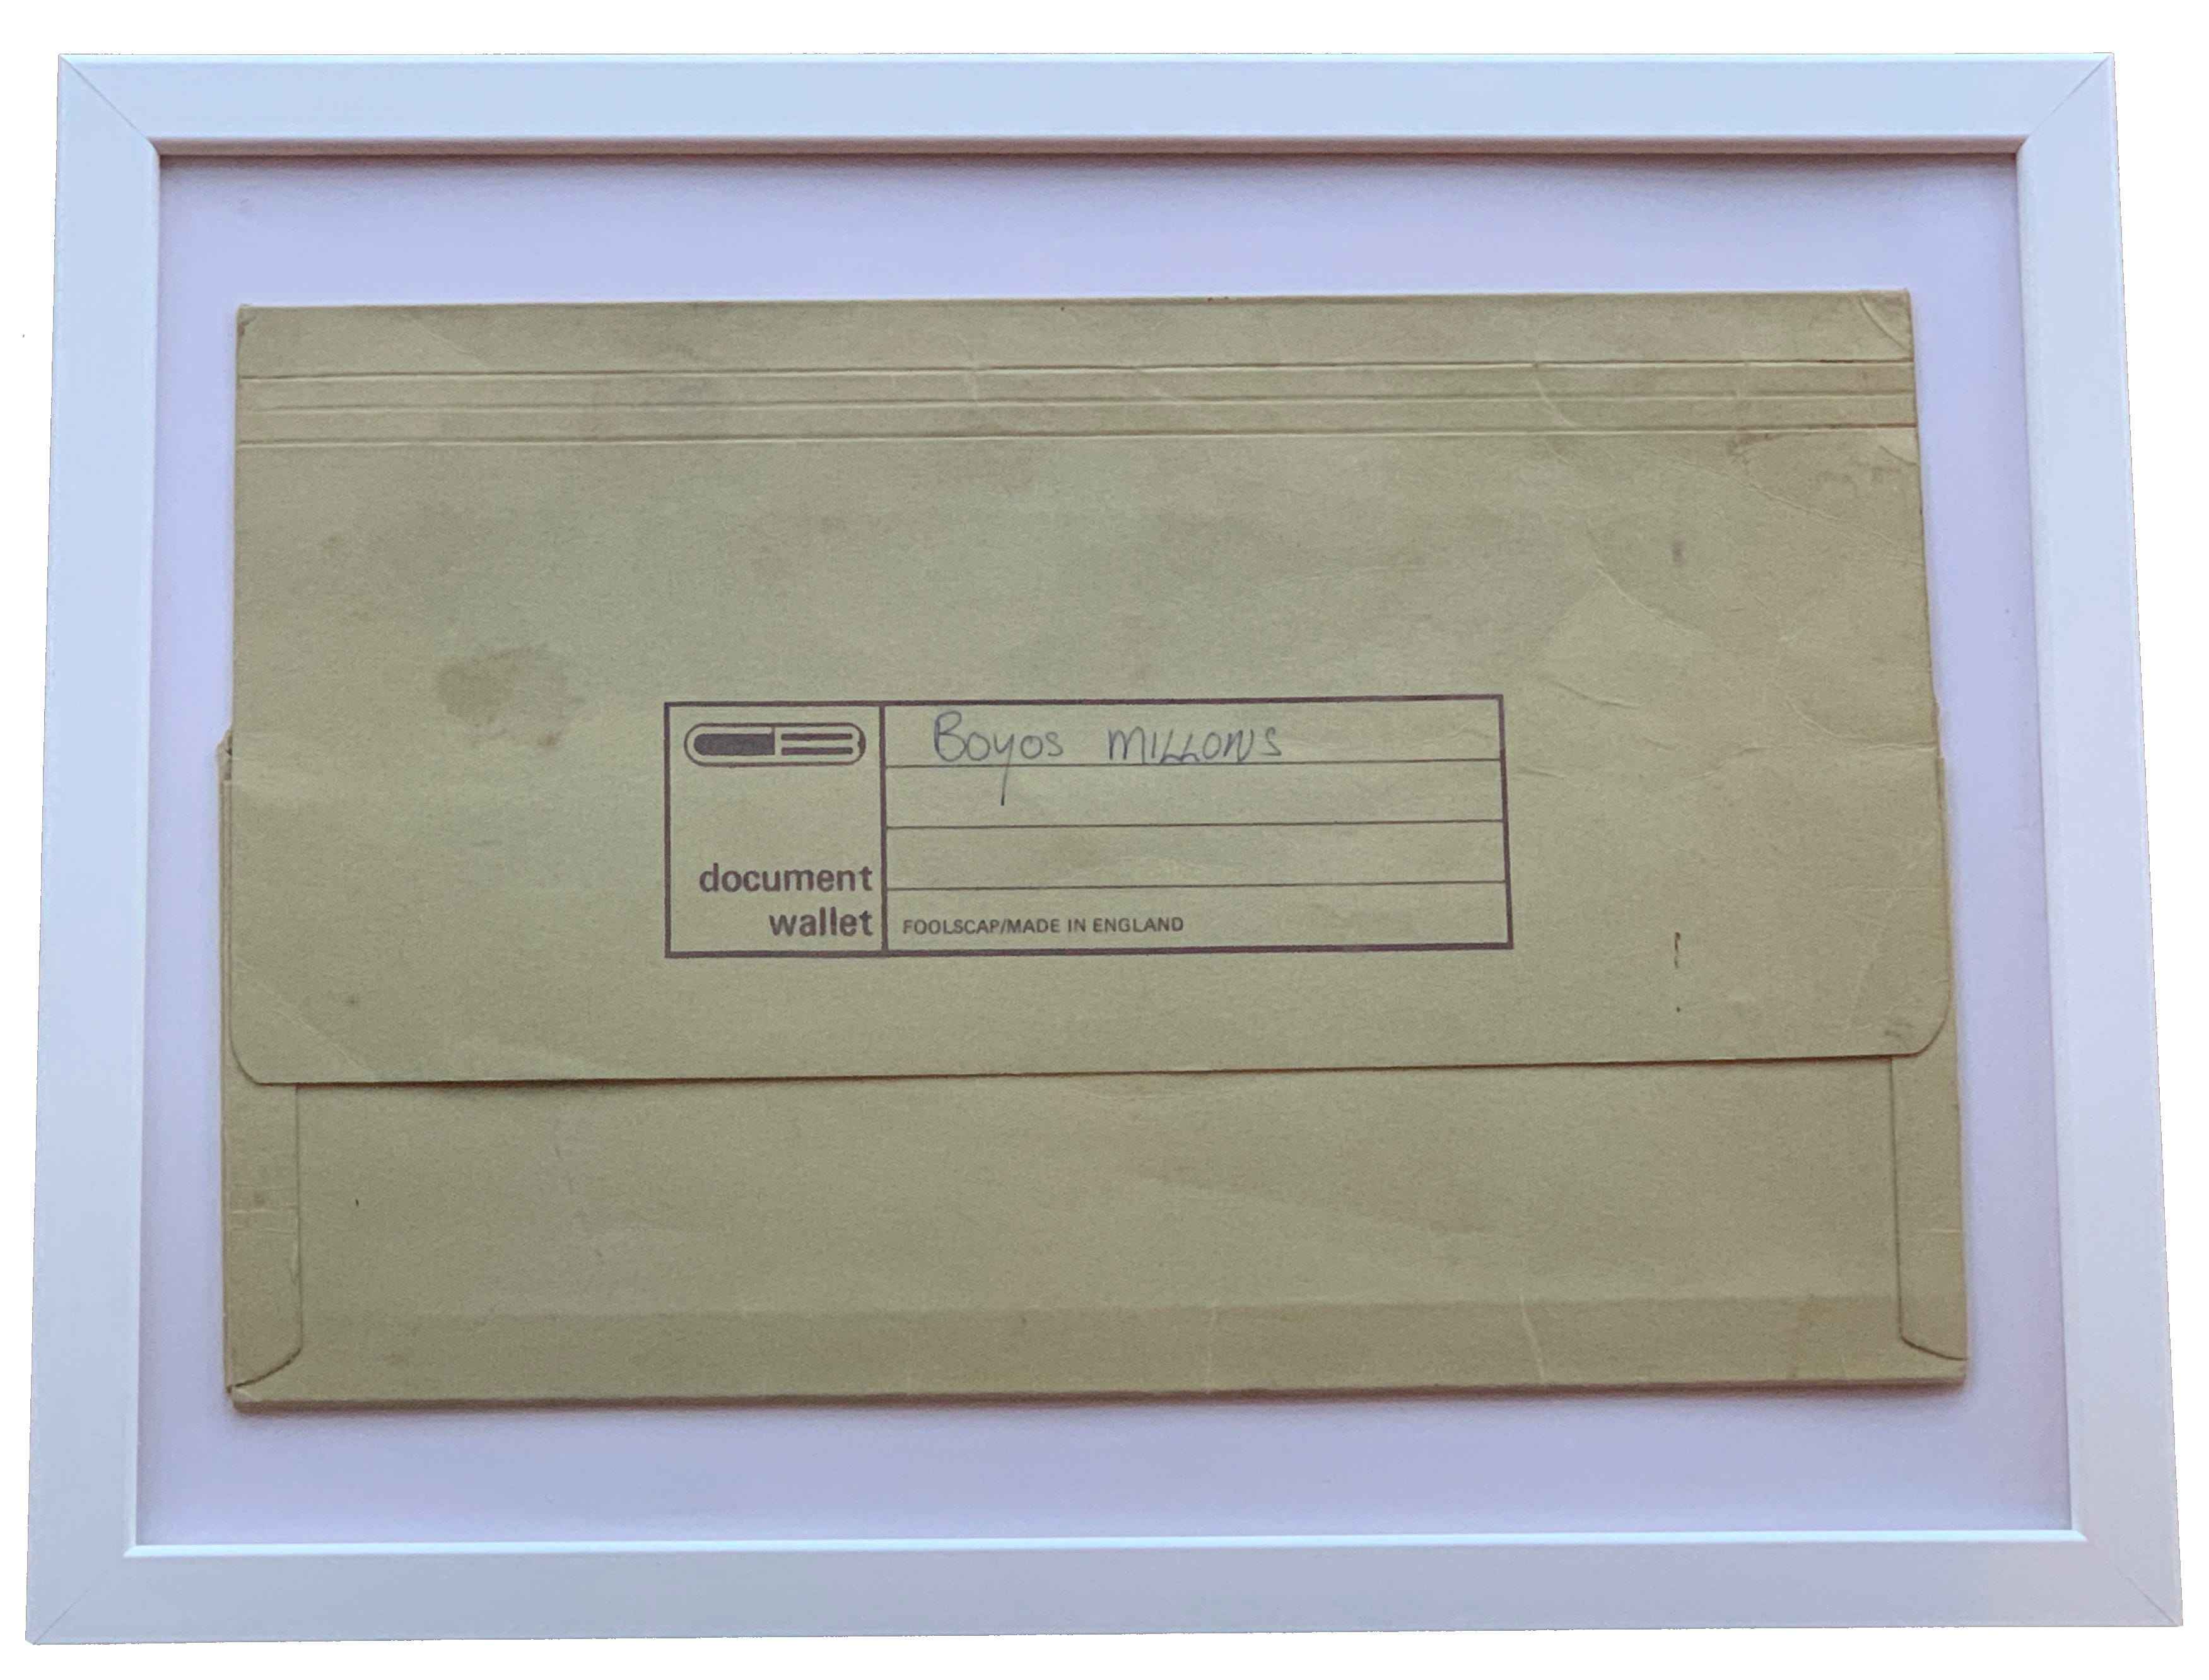 Boyos MILLONS
document
wallet
FOOLSCAP/MADE IN ENGLAND